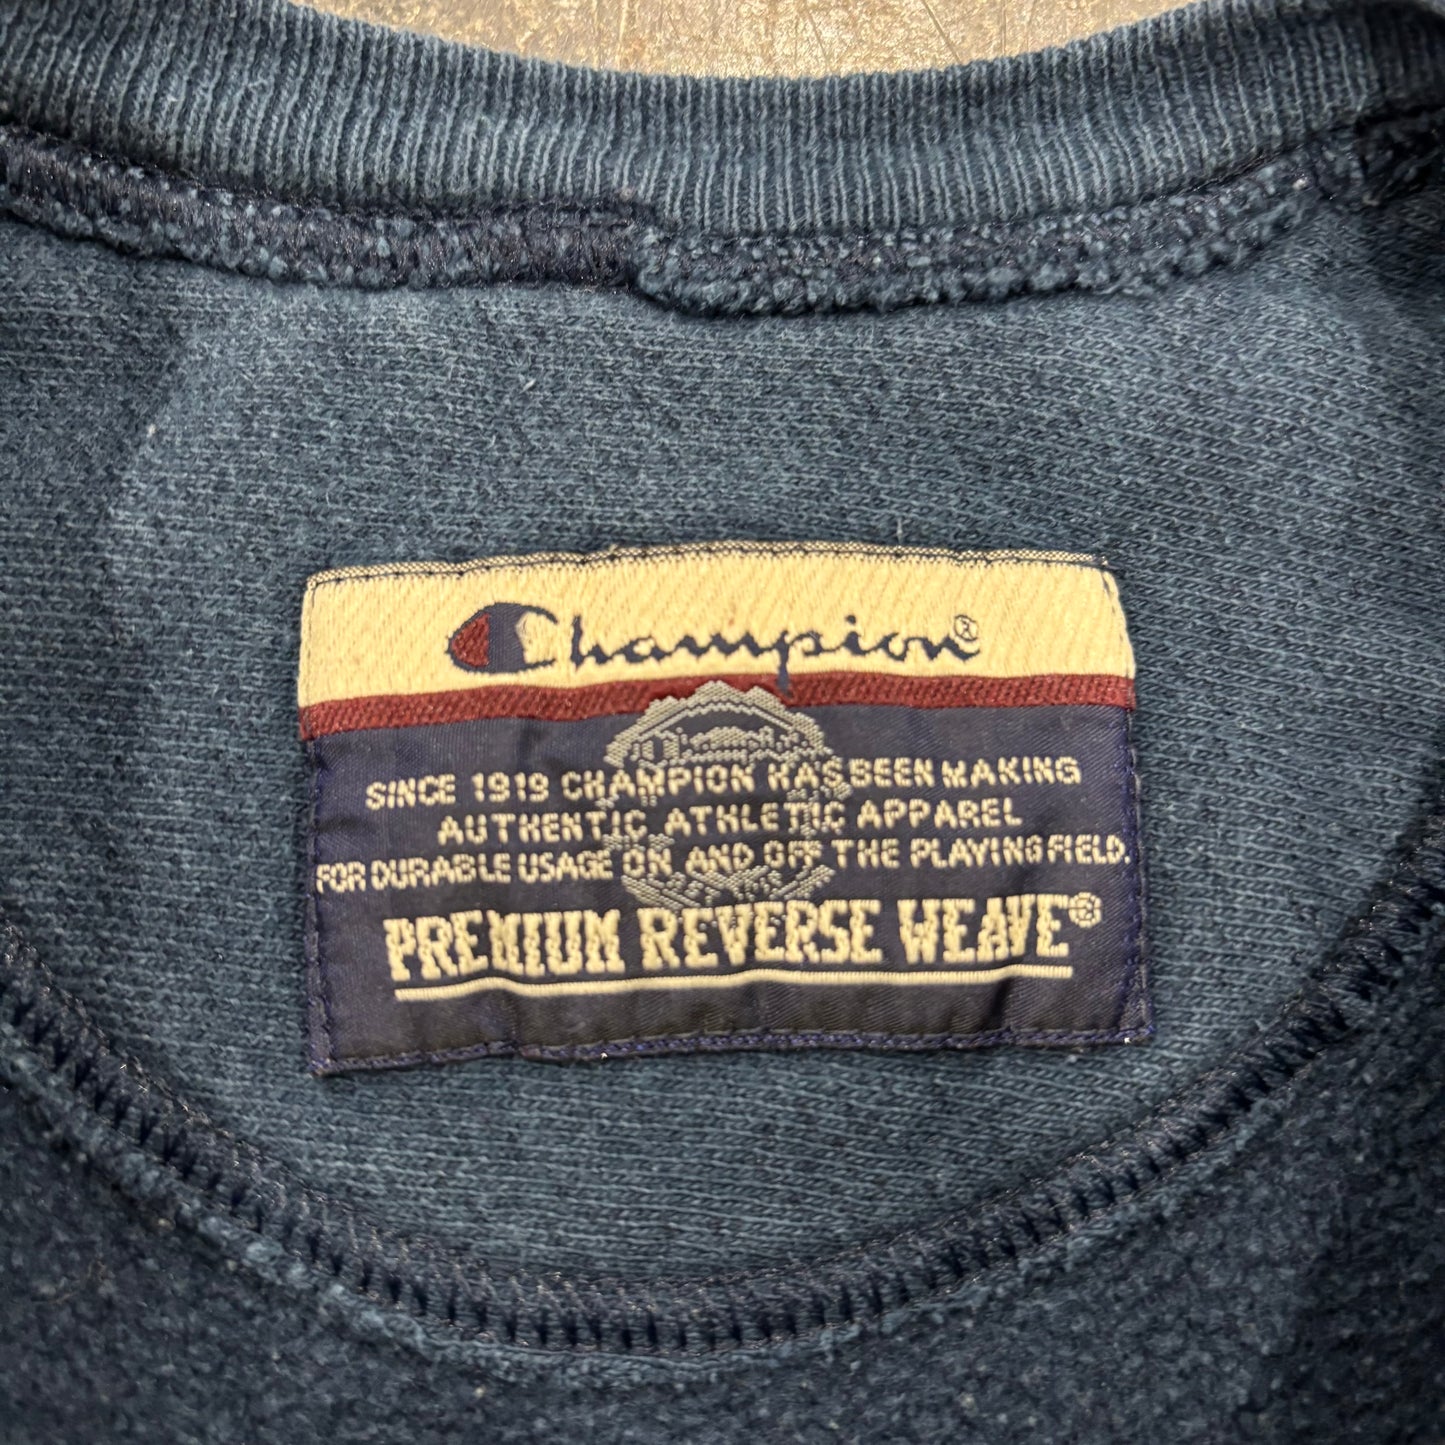 Champion®
SINCE 1919 CHAMPION HAS BEEN MAKING
AUTHENTIC ATHLETIC APPAREL
FOR DURABLE USAGE ON AND OFF THE PLAYING FIELD.
PREMIUM REVERSE WEAVE®